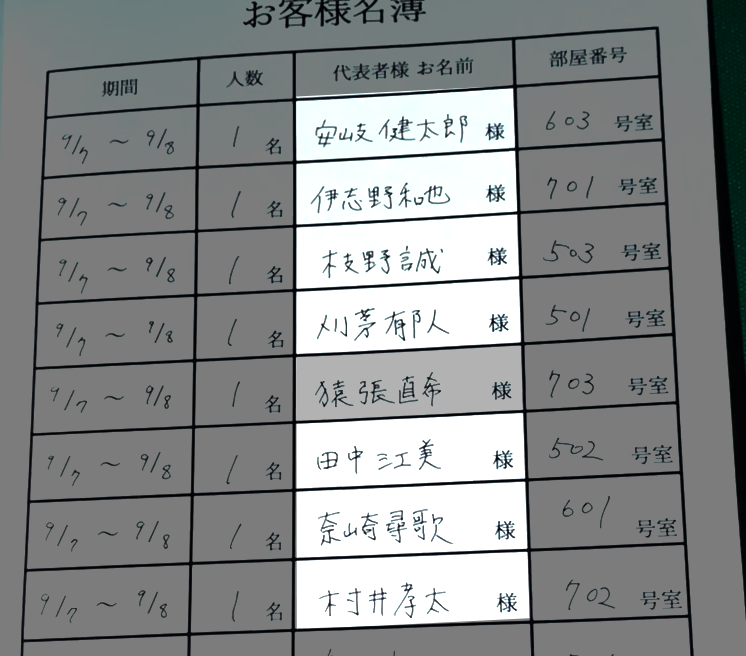 お客様名簿
期間 人数 代表者様 お名前 部屋番号
9/7 ～ 9/8 1名 安岐健太郎 様 603 号室
9/7 ～ 9/8 1名 伊志野和也 様 701 号室
9/7 ～ 9/8 1名 枝野誠 様 503 号室
9/7 ～ 9/8 1名 刈茅有郁人 様 501 号室
9/7 ～ 9/8 1名 猿張直希 様 703 号室
9/7 ～ 9/8 1名 田中三江美 様 502 号室
9/7 ～ 9/8 1名 奈崎尋歌 様 601 号室
9/7 ～ 9/8 1名 村井孝太 様 702 号室